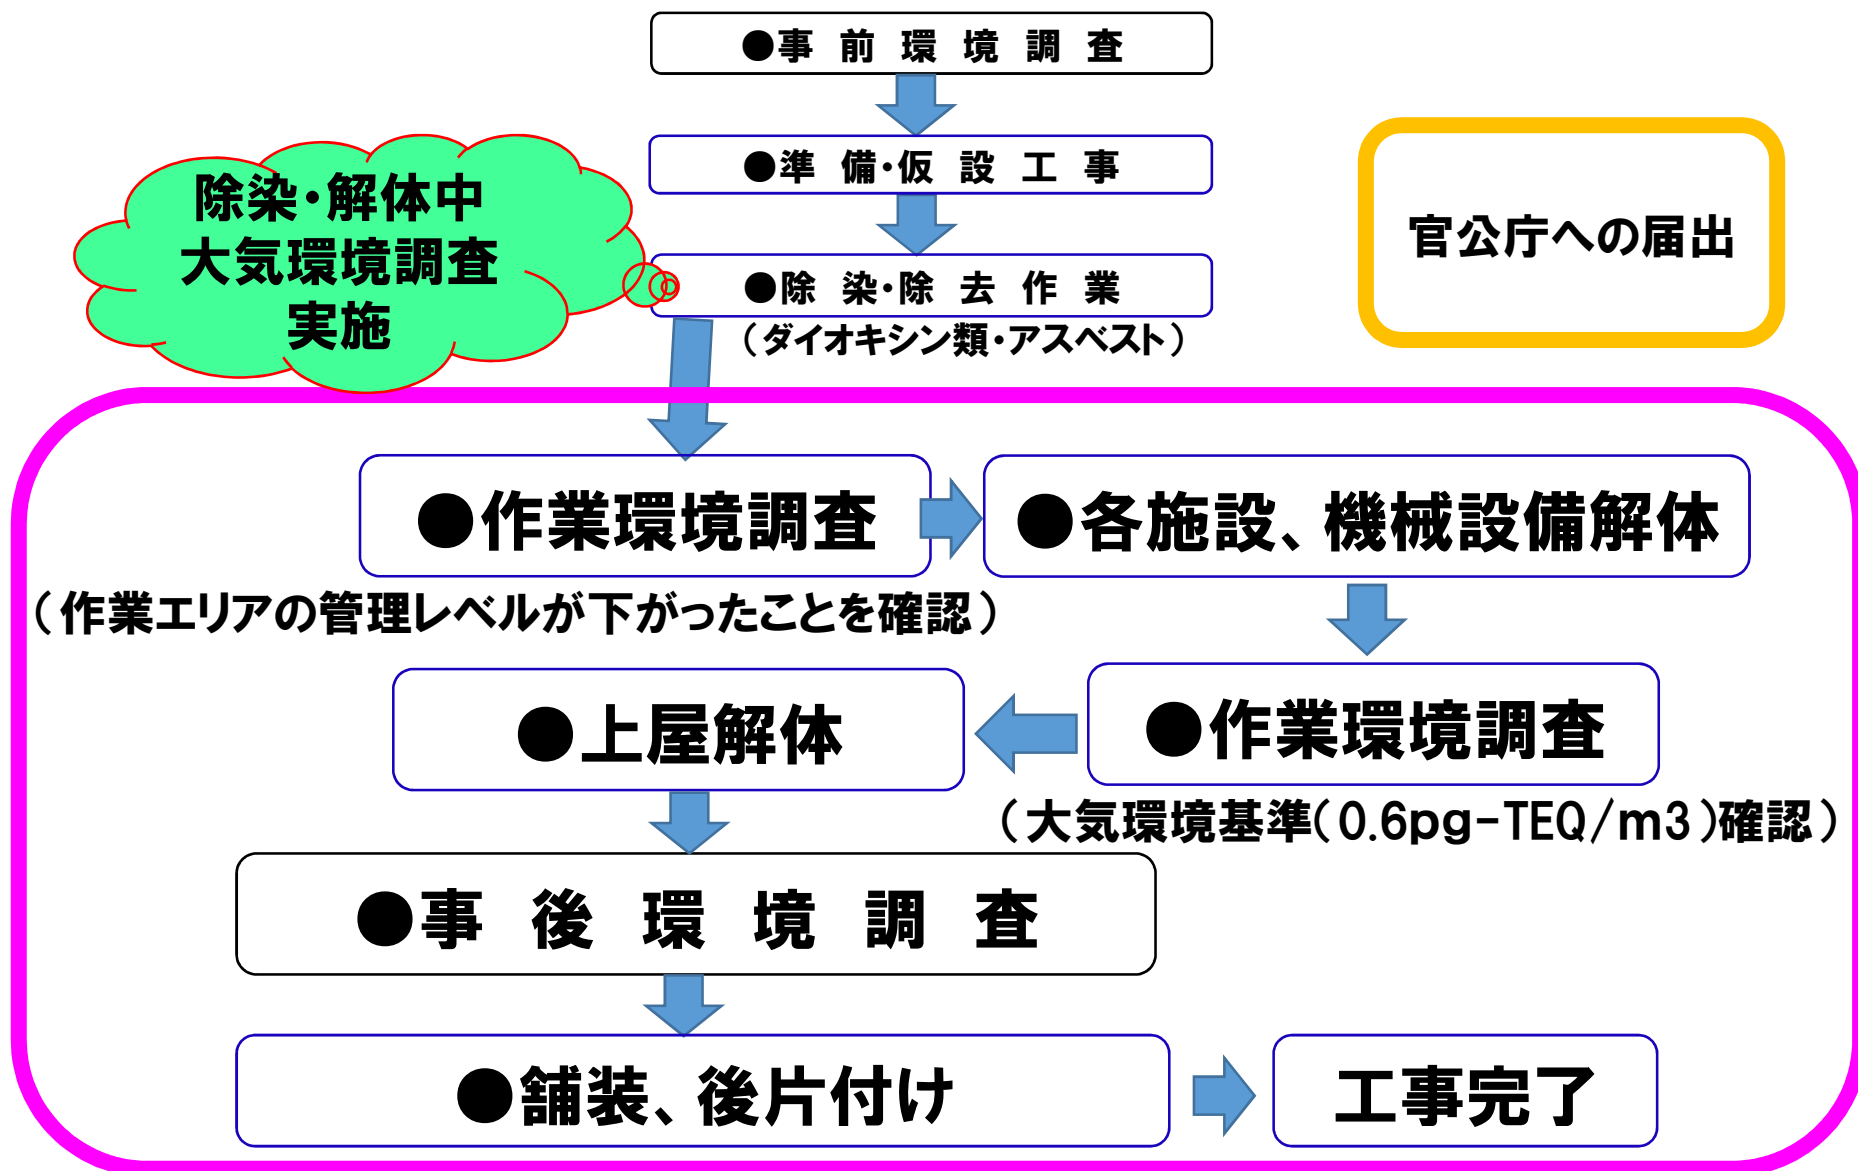 ●事前環境調査
●準備・仮設工事
除染・解体中
大気環境調査
実施
官公庁への届出
●除染・除去作業
（ダイオキシン類・アスベスト）
●作業環境調査
●各施設、機械設備解体
（作業エリアの管理レベルが下がったことを確認）
●上屋解体
●作業環境調査
（大気環境基準(0.6pg-TEQ/m3)確認）
●事後環境調査
●舗装、後片付け
工事完了